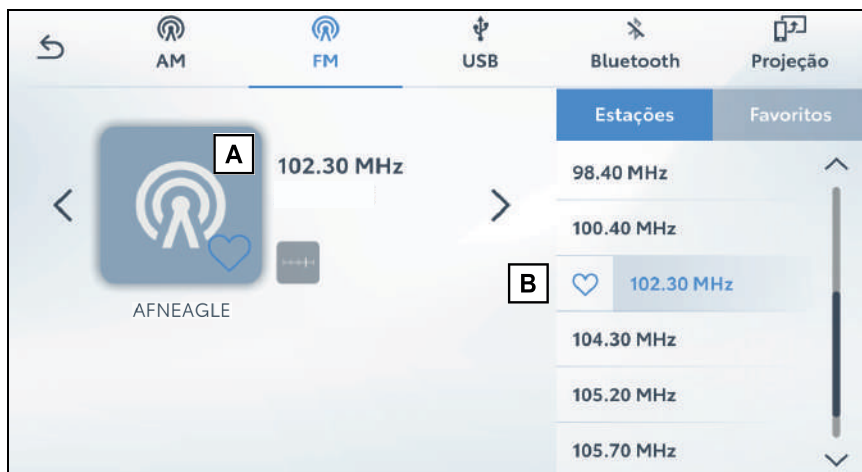 AM
FM
USB
Bluetooth
Projeção
A
102.30 MHz
AFNEAGLE
Estações
Favoritos
98.40 MHz
100.40 MHz
B
102.30 MHz
104.30 MHz
105.20 MHz
105.70 MHz